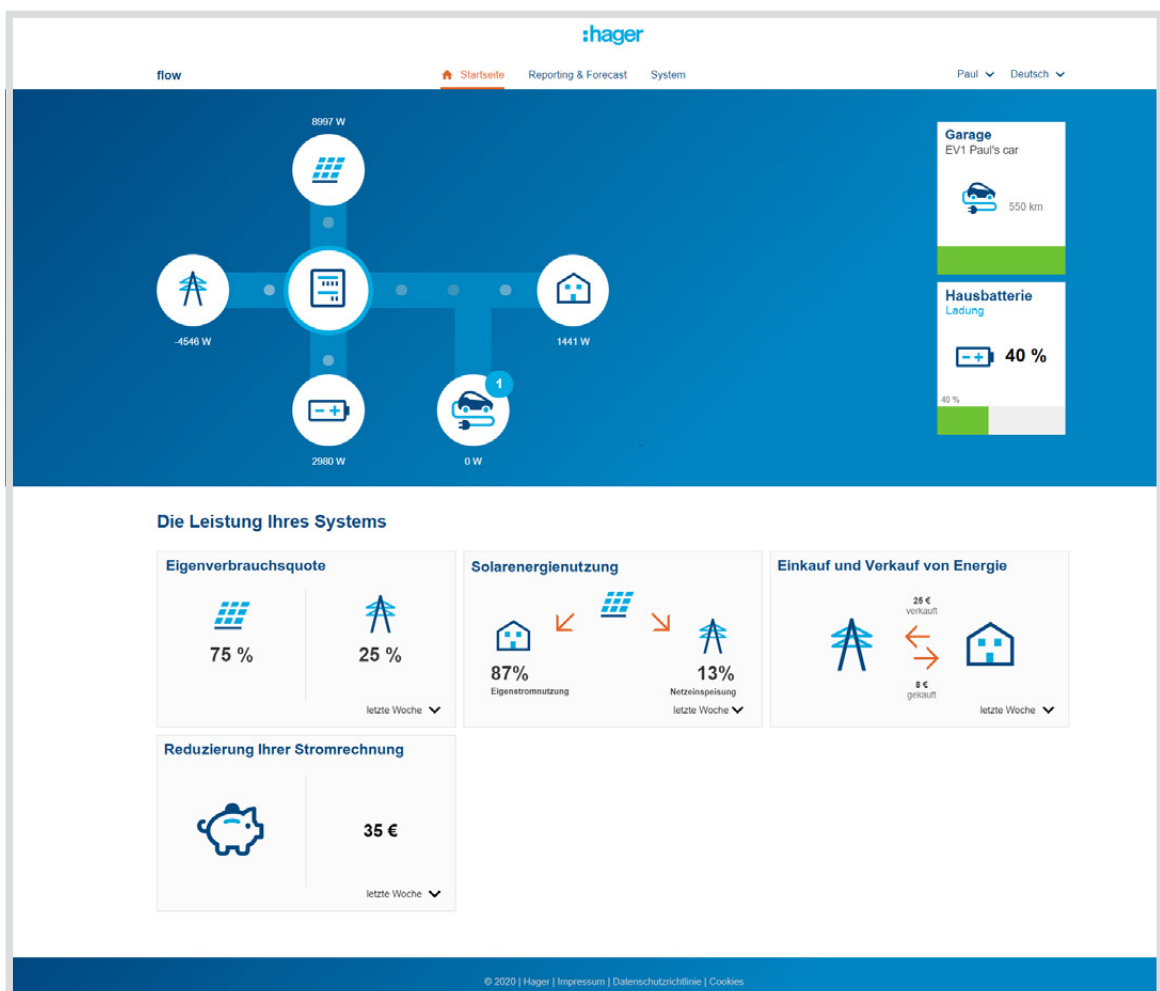 :hager
flow
Startseite Reporting & Forecast System
Paul Deutsch
8997 W
-4546 W
1441 W
1
2980 W
0 W
Garage
EV1 Paul's car
550 km
Hausbatterie
Ladung
40 %
40 %
Die Leistung Ihres Systems
Eigenverbrauchsquote
75 %
25 %
letzte Woche
Solarenergienutzung
87%
Eigenstromnutzung
13%
Netzeinspeisung
letzte Woche
Einkauf und Verkauf von Energie
26 €
verkauft
8 €
gekauft
letzte Woche
Reduzierung Ihrer Stromrechnung
35 €
letzte Woche
© 2020 | Hager | Impressum | Datenschutzrichtlinie | Cookies